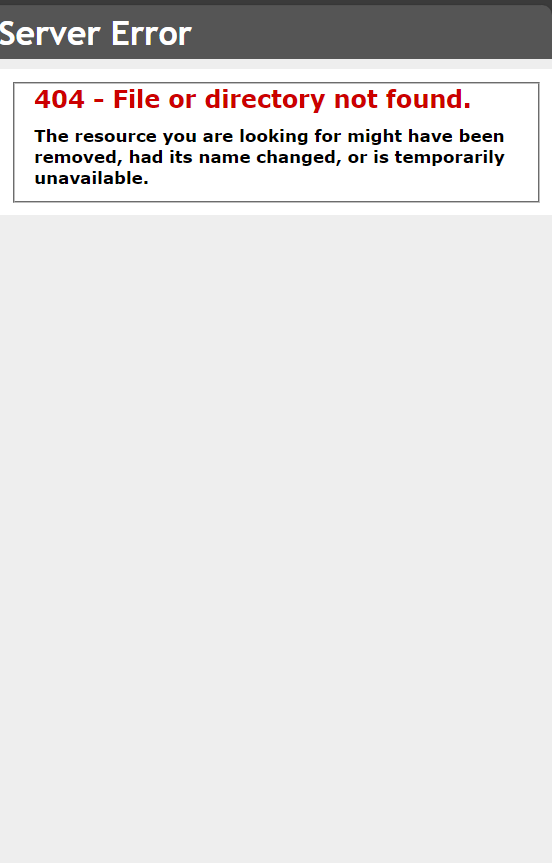 Server Error
404 - File or directory not found.
The resource you are looking for might have been
removed, had its name changed, or is temporarily
unavailable.